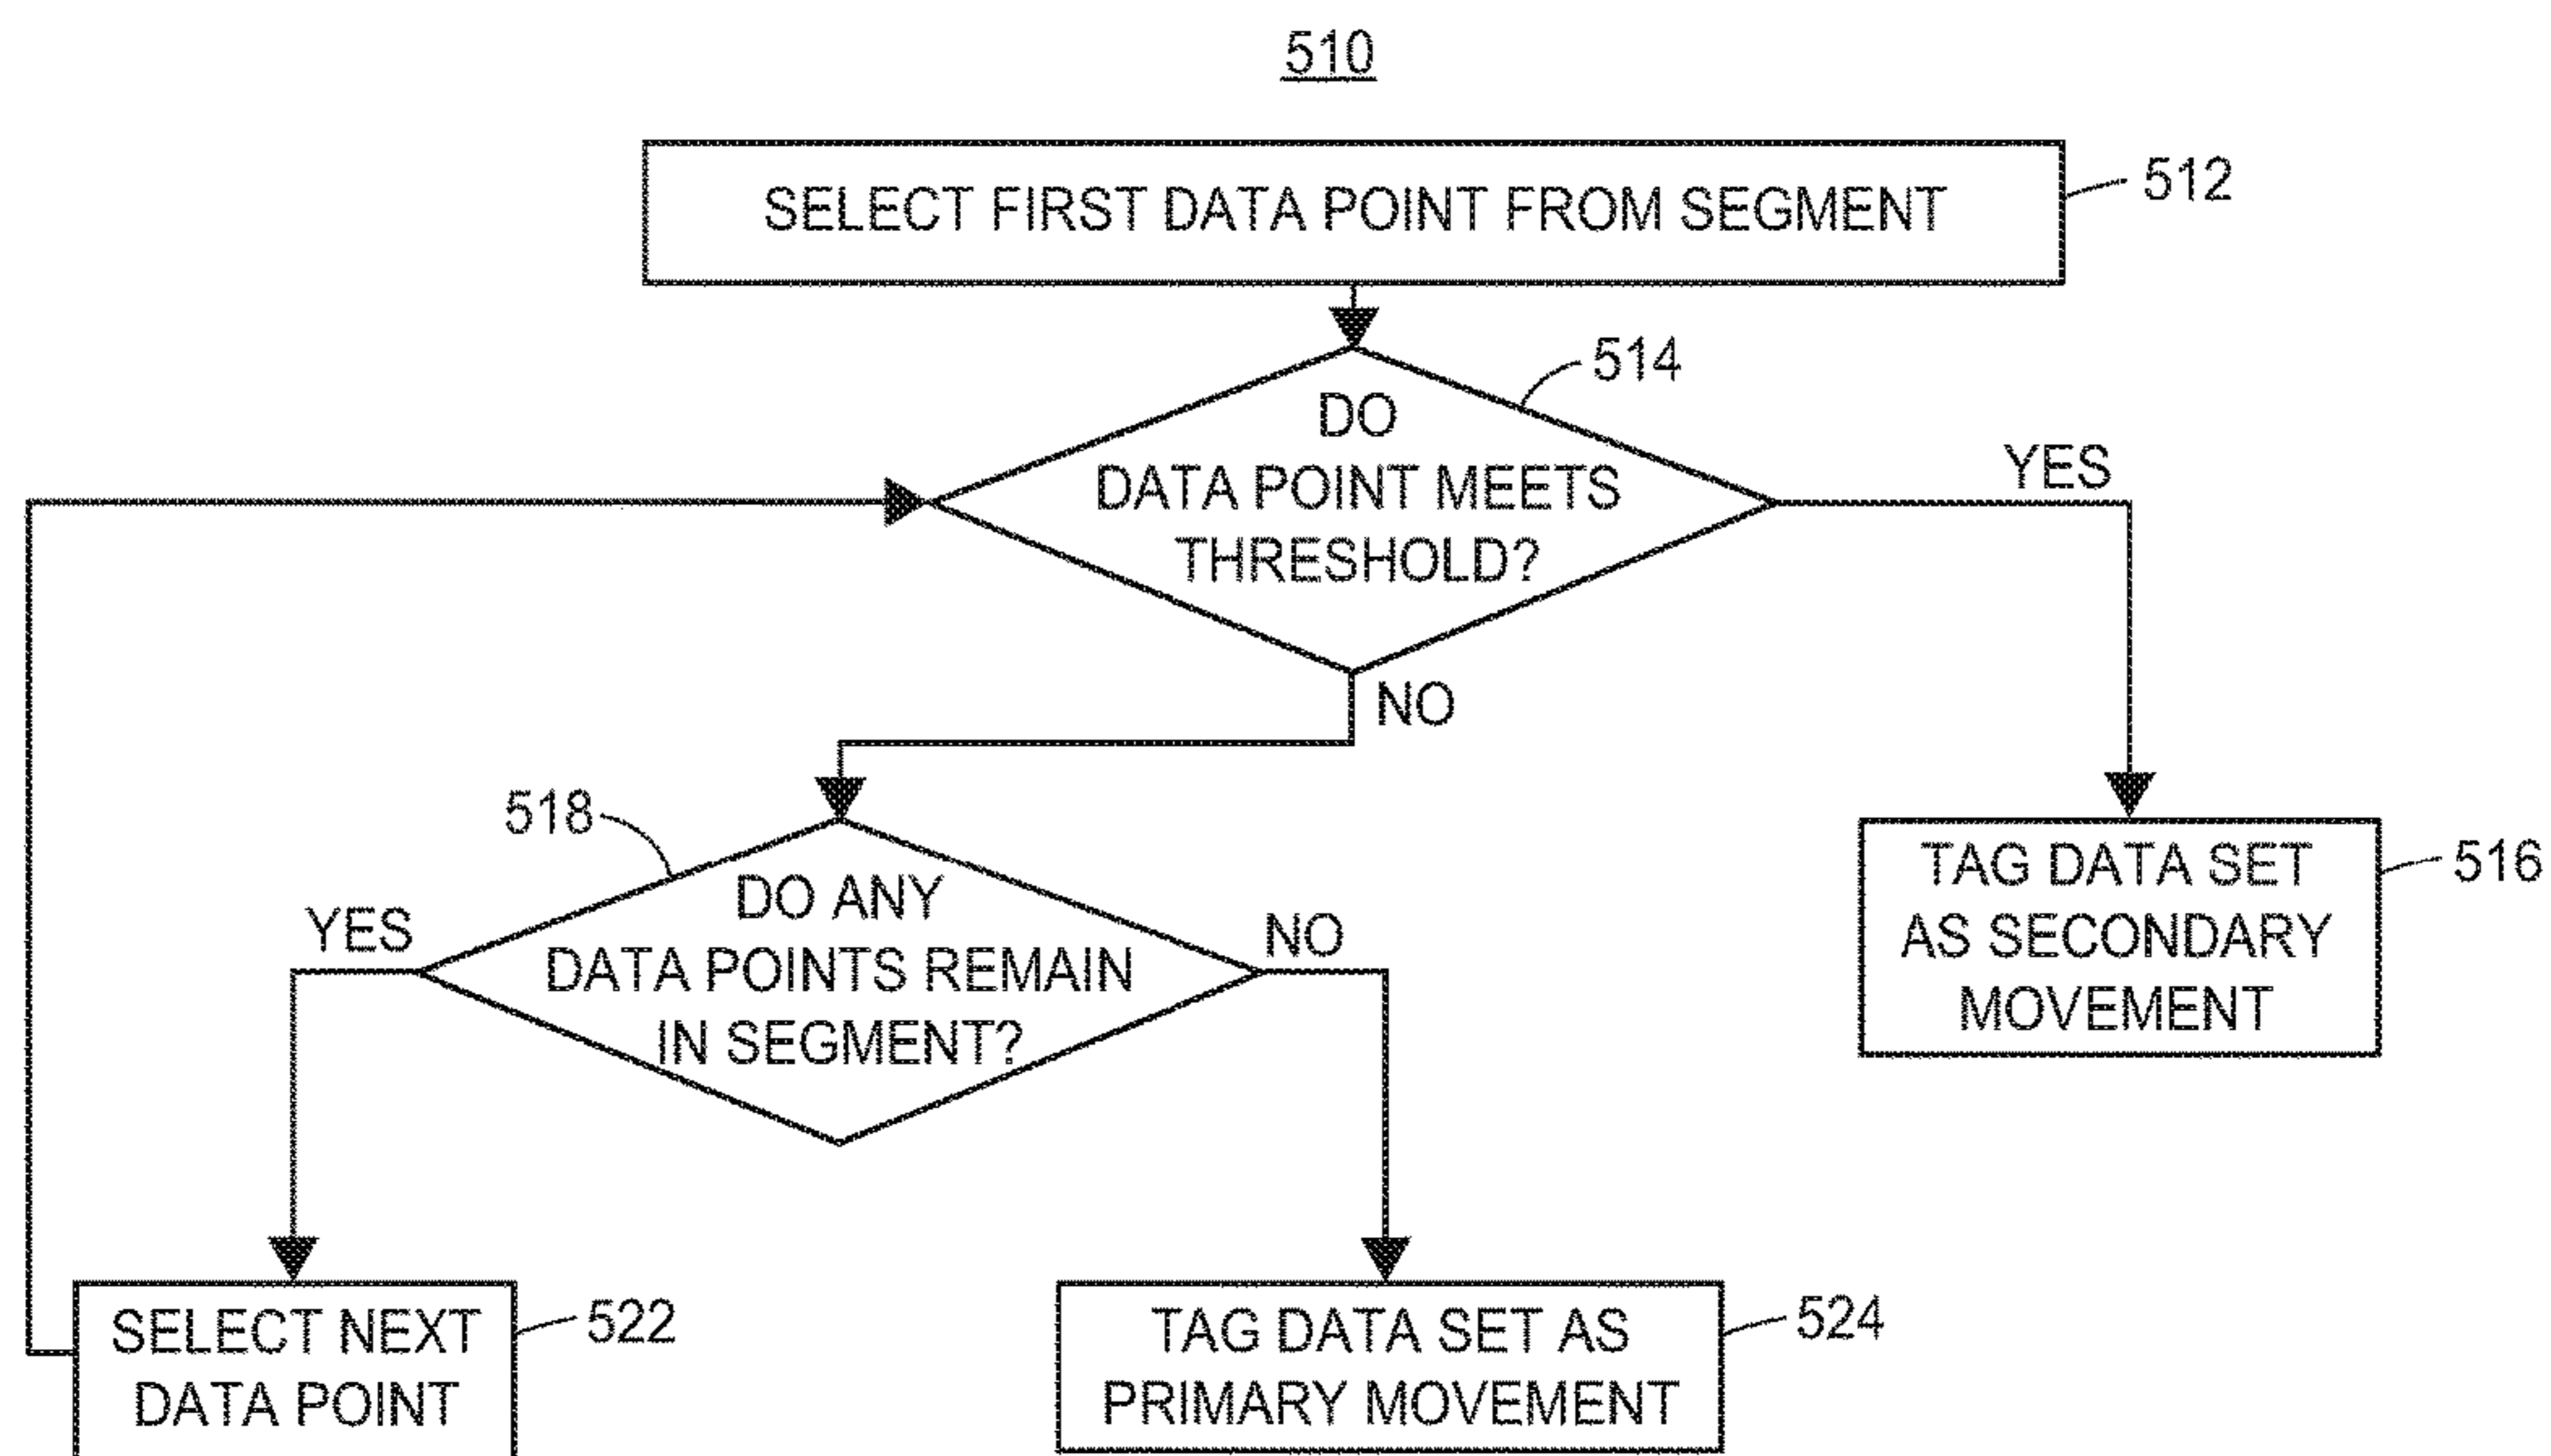 510
SELECT FIRST DATA POINT FROM SEGMENT
512
514
DO
DATA POINT MEETS
THRESHOLD?
YES
NO
518
DO ANY
DATA POINTS REMAIN
IN SEGMENT?
YES
NO
TAG DATA SET
AS SECONDARY
MOVEMENT
516
SELECT NEXT
DATA POINT
522
TAG DATA SET AS
PRIMARY MOVEMENT
524